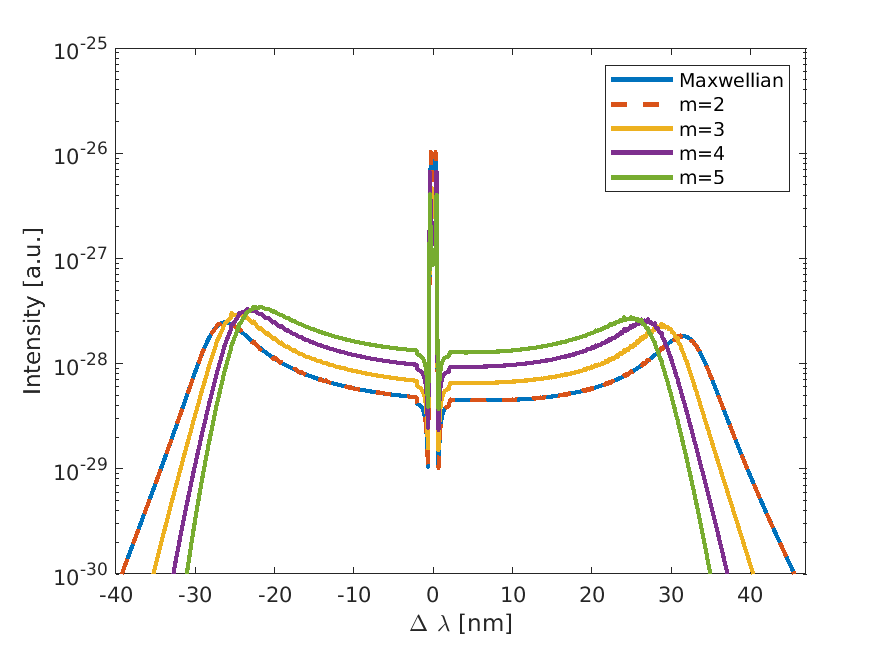 10^-25
10^-26
10^-27
10^-28
10^-29
10^-30
Intensity [a.u.]
Maxwellian
m=2
m=3
m=4
m=5
-40 -30 -20 -10 0 10 20 30 40
Δ λ [nm]